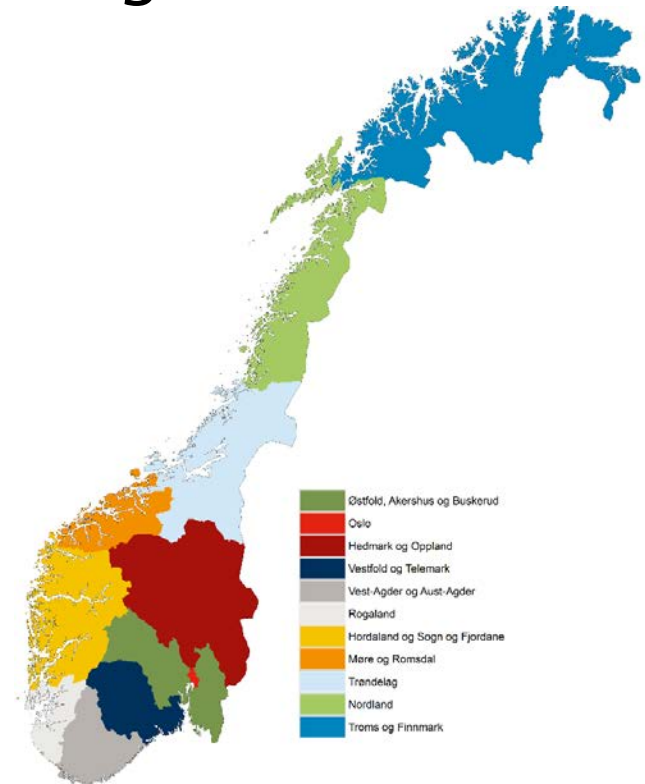 Østfold, Akershus og Buskerud
Oslo
Hedmark og Oppland
Vestfold og Telemark
Vest-Agder og Aust-Agder
Rogaland
Hordaland og Sogn og Fjordane
Møre og Romsdal
Trøndelag
Nordland
Troms og Finnmark